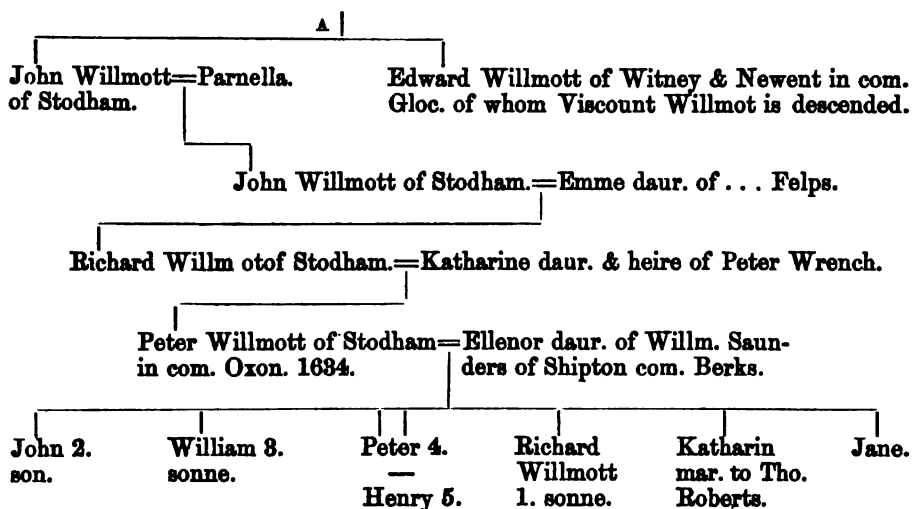 A
John Willmott=Parnella.
of Stodham.
Edward Willmott of Witney & Newent in com.
Gloc. of whom Viscount Willmot is descended.
John Willmott of Stodham.=Emme daur. of . . . Felps.
Richard Willm otof Stodham.=Katharine daur. & heire of Peter Wrench.
Peter Willmott of Stodham=Ellenor daur. of Willm. Saun-
in com. Oxon. 1634.
ders of Shipton com. Berks.
John 2.
son.
William 3.
sonne.
Peter 4.
—
Henry 5.
Richard
Willmott
1. sonne.
Katharin
mar. to Tho.
Roberts.
Jane.